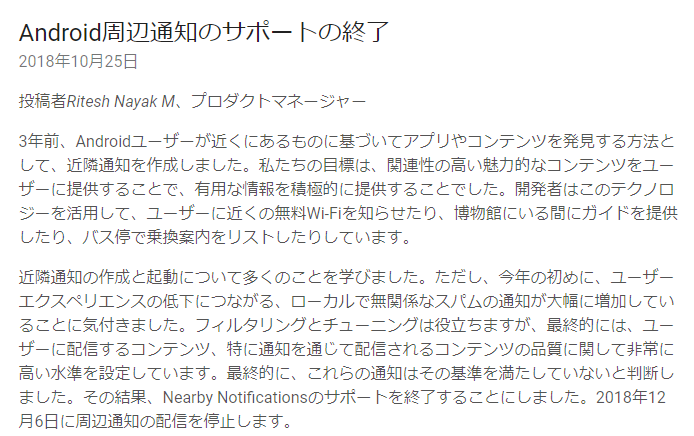 Android周辺通知のサポートの終了
2018年10月25日
投稿者Ritesh Nayak M、プロダクトマネージャー
3年前、Androidユーザーが近くにあるものに基づいてアプリやコンテンツを発見する方法と
して、近隣通知を作成しました。私たちの目標は、関連性の高い魅力的なコンテンツをユー
ザーに提供することで、有用な情報を積極的に提供することでした。開発者はこのテクノロ
ジーを活用して、ユーザーに近くの無料Wi-Fiを知らせたり、博物館にいる間にガイドを提供
したり、バス停で乗換案内をリストしたりしています。
近隣通知の作成と起動について多くのことを学びました。ただし、今年の初めに、ユーザー
エクスペリエンスの低下につながる、ローカルで無関係なスパムの通知が大幅に増加してい
ることに気付きました。フィルタリングとチューニングは役立ちますが、最終的には、ユー
ザーに配信するコンテンツ、特に通知を通じて配信されるコンテンツの品質に関して非常に
高い水準を設定しています。最終的に、これらの通知はその基準を満たしていないと判断し
ました。その結果、Nearby Notificationsのサポートを終了することにしました。2018年12
月6日に周辺通知の配信を停止します。